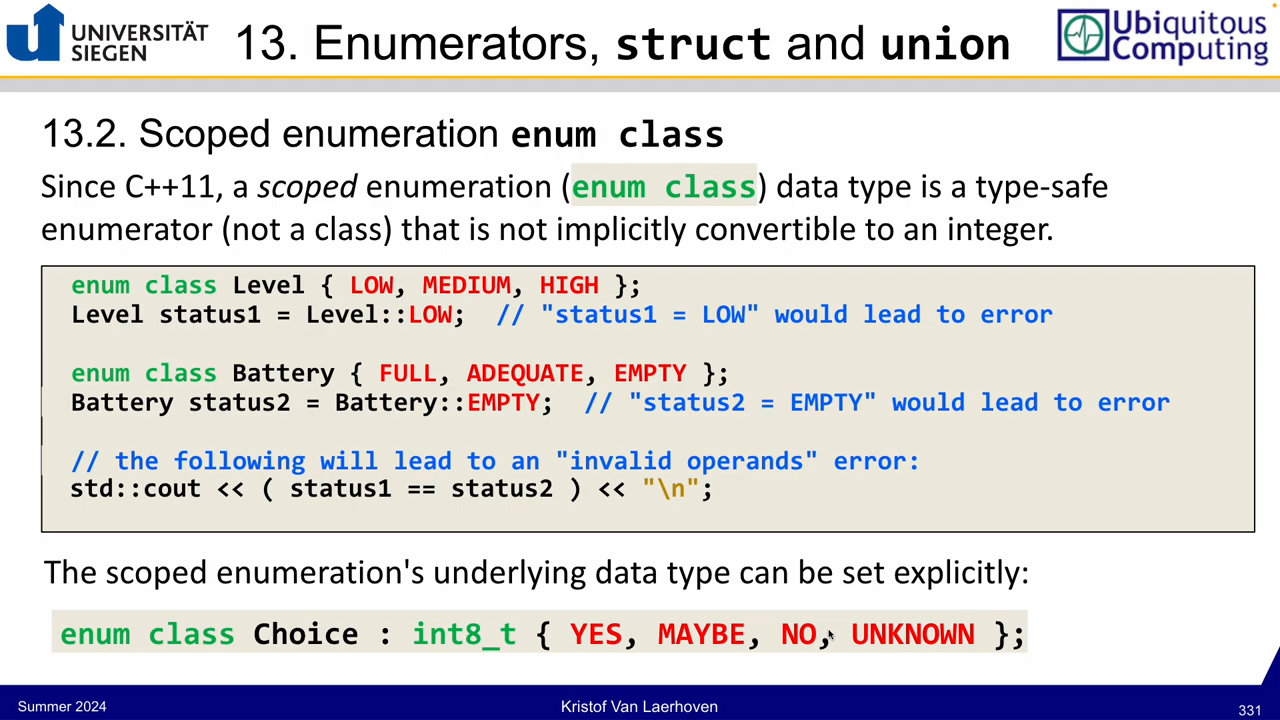 UNIVERSITÄT
SIEGEN
13. Enumerators, struct and union
Ubiquitous
Computing
13.2. Scoped enumeration enum class
Since C++11, a scoped enumeration (enum class) data type is a type-safe
enumerator (not a class) that is not implicitly convertible to an integer.
enum class Level { LOW, MEDIUM, HIGH };
Level status1 = Level::LOW;  // "status1 = LOW" would lead to error
enum class Battery { FULL, ADEQUATE, EMPTY };
Battery status2 = Battery::EMPTY;  // "status2 = EMPTY" would lead to error
// the following will lead to an "invalid operands" error:
std::cout << ( status1 == status2 ) << "\n";
The scoped enumeration's underlying data type can be set explicitly:
enum class Choice : int8_t { YES, MAYBE, NO, UNKNOWN };
Summer 2024
Kristof Van Laerhoven
331